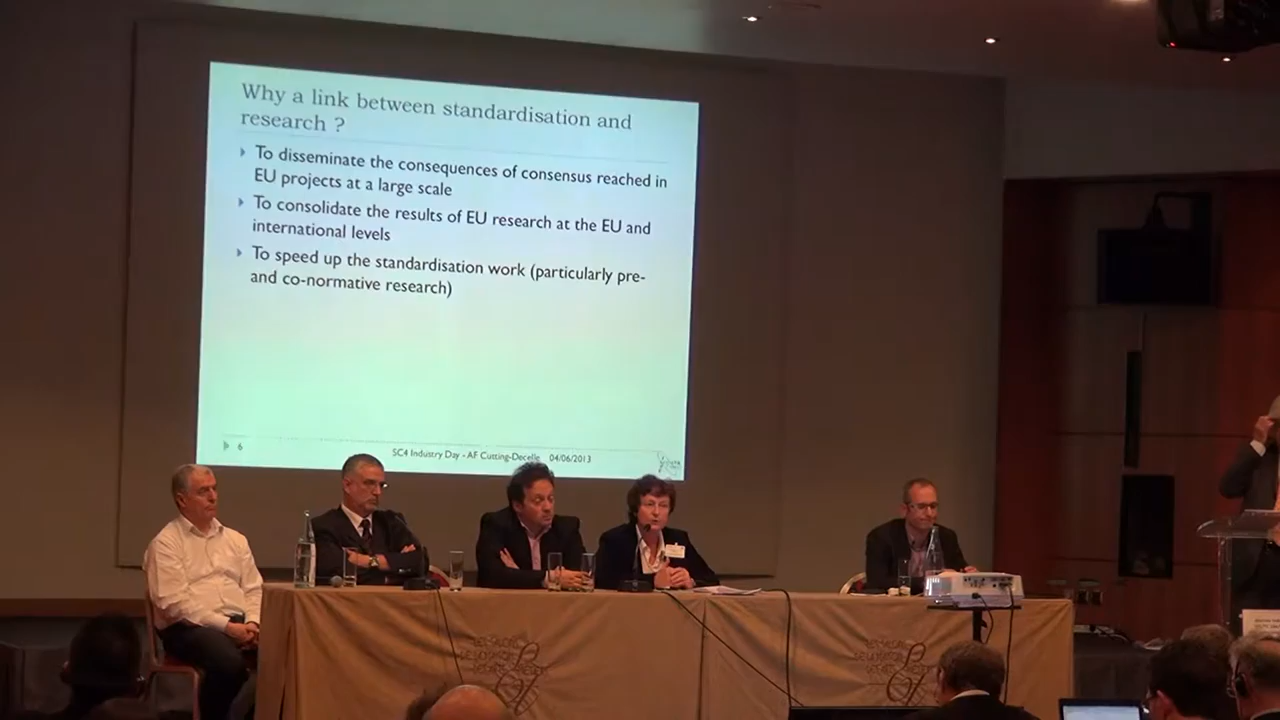 Why a link between standardisation and
research ?
To disseminate the consequences of consensus reached in
EU projects at a large scale
To consolidate the results of EU research at the EU and
international levels
To speed up the standardisation work (particularly pre-
and co-normative research)
6
SC4 Industry Day - AF Cutting-Decelle 04/06/2013